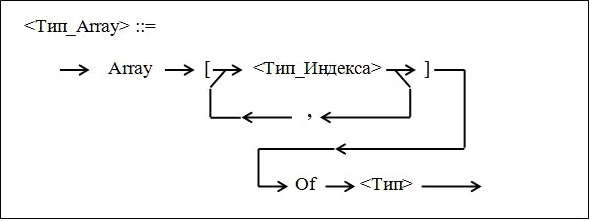 <Тип_Array> ::=
Array [ <Тип_Индекса> ]
,
Of <Тип>